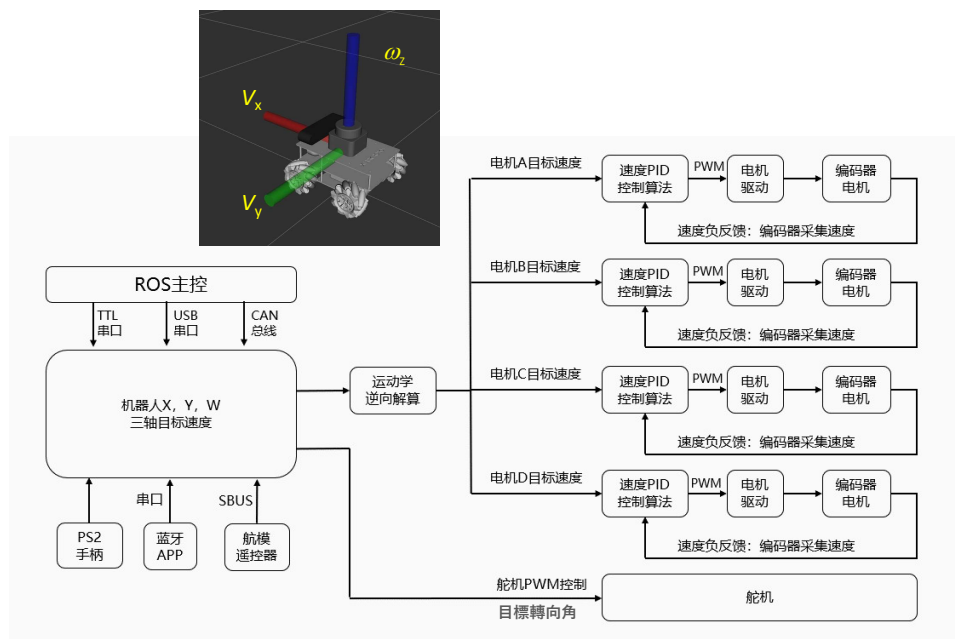 ωz
Vx
Vy
ROS主控
TTL
串口
USB
串口
CAN
总线
机器人X，Y，W
三轴目标速度
串口
SBUS
PS2
手柄
蓝牙
APP
航模
遥控器
运动学
逆向解算
电机A目标速度
速度PID
控制算法
PWM
电机
驱动
编码器
电机
速度负反馈：编码器采集速度
电机B目标速度
速度PID
控制算法
PWM
电机
驱动
编码器
电机
速度负反馈：编码器采集速度
电机C目标速度
速度PID
控制算法
PWM
电机
驱动
编码器
电机
速度负反馈：编码器采集速度
电机D目标速度
速度PID
控制算法
PWM
电机
驱动
编码器
电机
速度负反馈：编码器采集速度
舵机PWM控制
目標轉向角
舵机